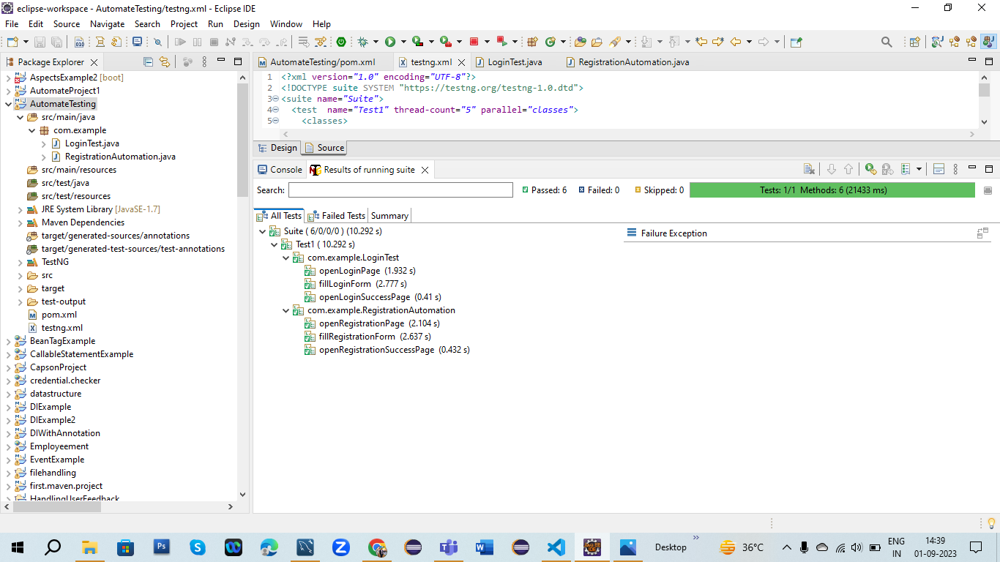 eclipse-workspace - AutomateTesting/testng.xml - Eclipse IDE
File Edit Source Navigate Search Project Run Design Window Help
Package Explorer
AspectsExample2 [boot]
AutomateProject1
AutomateTesting
src/main/java
com.example
LoginTest.java
RegistrationAutomation.java
src/main/resources
src/test/java
src/test/resources
JRE System Library [JavaSE-1.7]
Maven Dependencies
target/generated-sources/annotations
target/generated-test-sources/test-annotations
TestNG
src
target
test-output
pom.xml
testng.xml
BeanTagExample
CallableStatementExample
CapsonProject
credential.checker
datastructure
DIExample
DIExample2
DIWithAnnotation
Employeement
EventExample
filehandling
first.maven.project
HandlingUserFeedback
AutomateTesting/pom.xml testng.xml LoginTest.java RegistrationAutomation.java
1 <?xml version="1.0" encoding="UTF-8"?>
2 <!DOCTYPE suite SYSTEM "https://testng.org/testng-1.0.dtd">
3 <suite name="Suite">
4 <test name="Test1" thread-count="5" parallel="classes">
5 <classes>
Design Source
Console Results of running suite
Search: Passed: 6 Failed: 0 Skipped: 0 Tests: 1/1 Methods: 6 (21433 ms)
All Tests Failed Tests Summary
Suite ( 6/0/0/0 ) (10.292 s)
Test1 ( 10.292 s)
com.example.LoginTest
openLoginPage (1.932 s)
fillLoginForm (2.777 s)
openLoginSuccessPage (0.41 s)
com.example.RegistrationAutomation
openRegistrationPage (2.104 s)
fillRegistrationForm (2.637 s)
openRegistrationSuccessPage (0.432 s)
Failure Exception
Desktop 36°C ENG 14:39
IN 01-09-2023